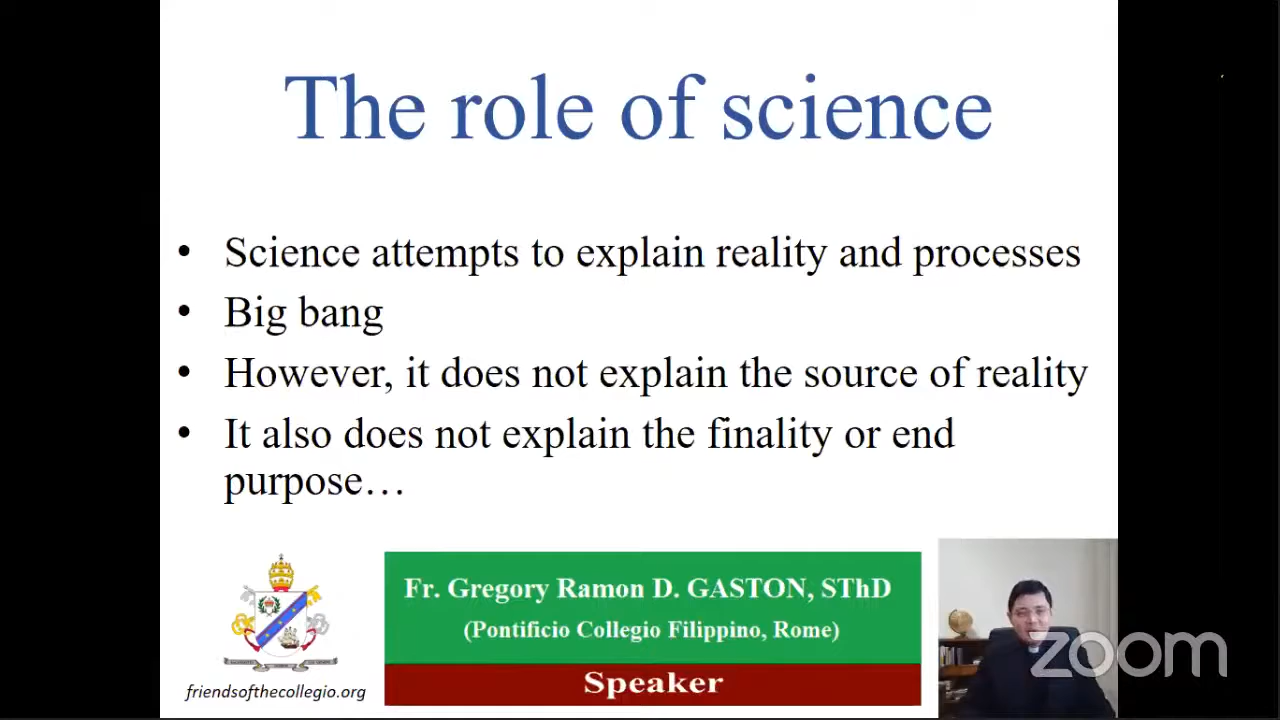 The role of science
• Science attempts to explain reality and processes
• Big bang
• However, it does not explain the source of reality
• It also does not explain the finality or end
purpose…
Fr. Gregory Ramon D. GASTON, SThD
(Pontificio Collegio Filippino, Rome)
Speaker
friendsofthecollegio.org
zoom